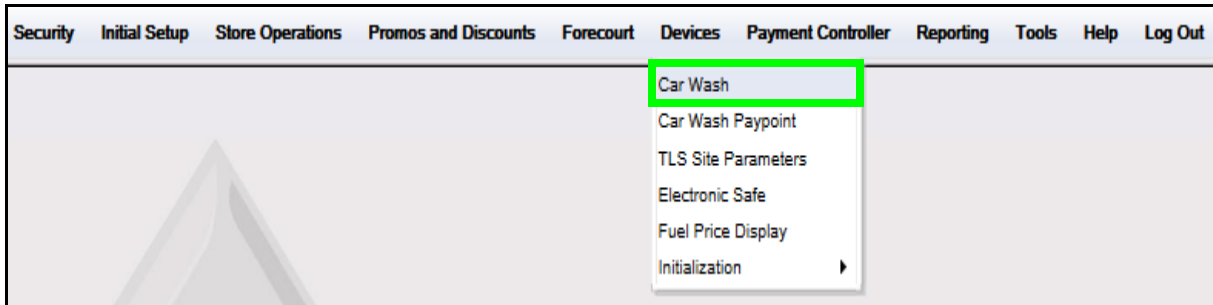 Security Initial Setup Store Operations Promos and Discounts Forecourt Devices Payment Controller Reporting Tools Help Log Out
Car Wash
Car Wash Paypoint
TLS Site Parameters
Electronic Safe
Fuel Price Display
Initialization